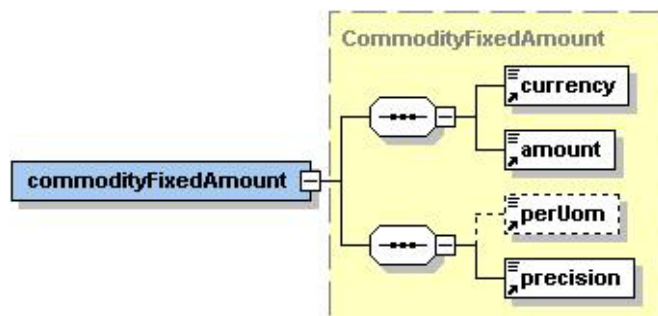 CommodityFixedAmount
currency
amount
commodityFixedAmount
perUom
precision